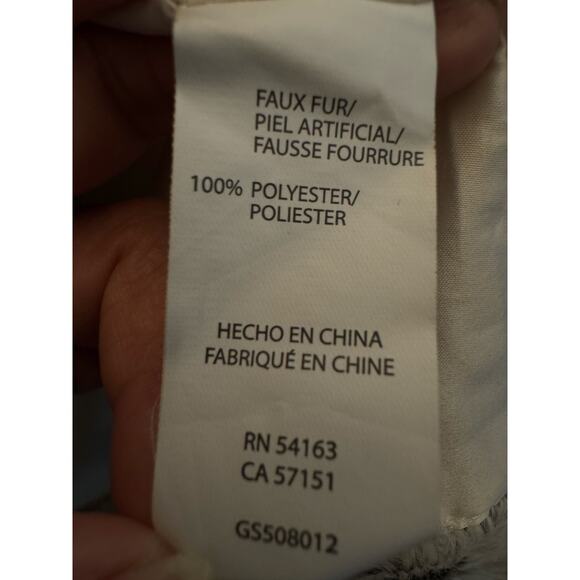 FAUX FUR/
PIEL ARTIFICIAL/
FAUSSE FOURRURE
100% POLYESTER/
POLIESTER
HECHO EN CHINA
FABRIQUÉ EN CHINE
RN 54163
CA 57151
GS508012